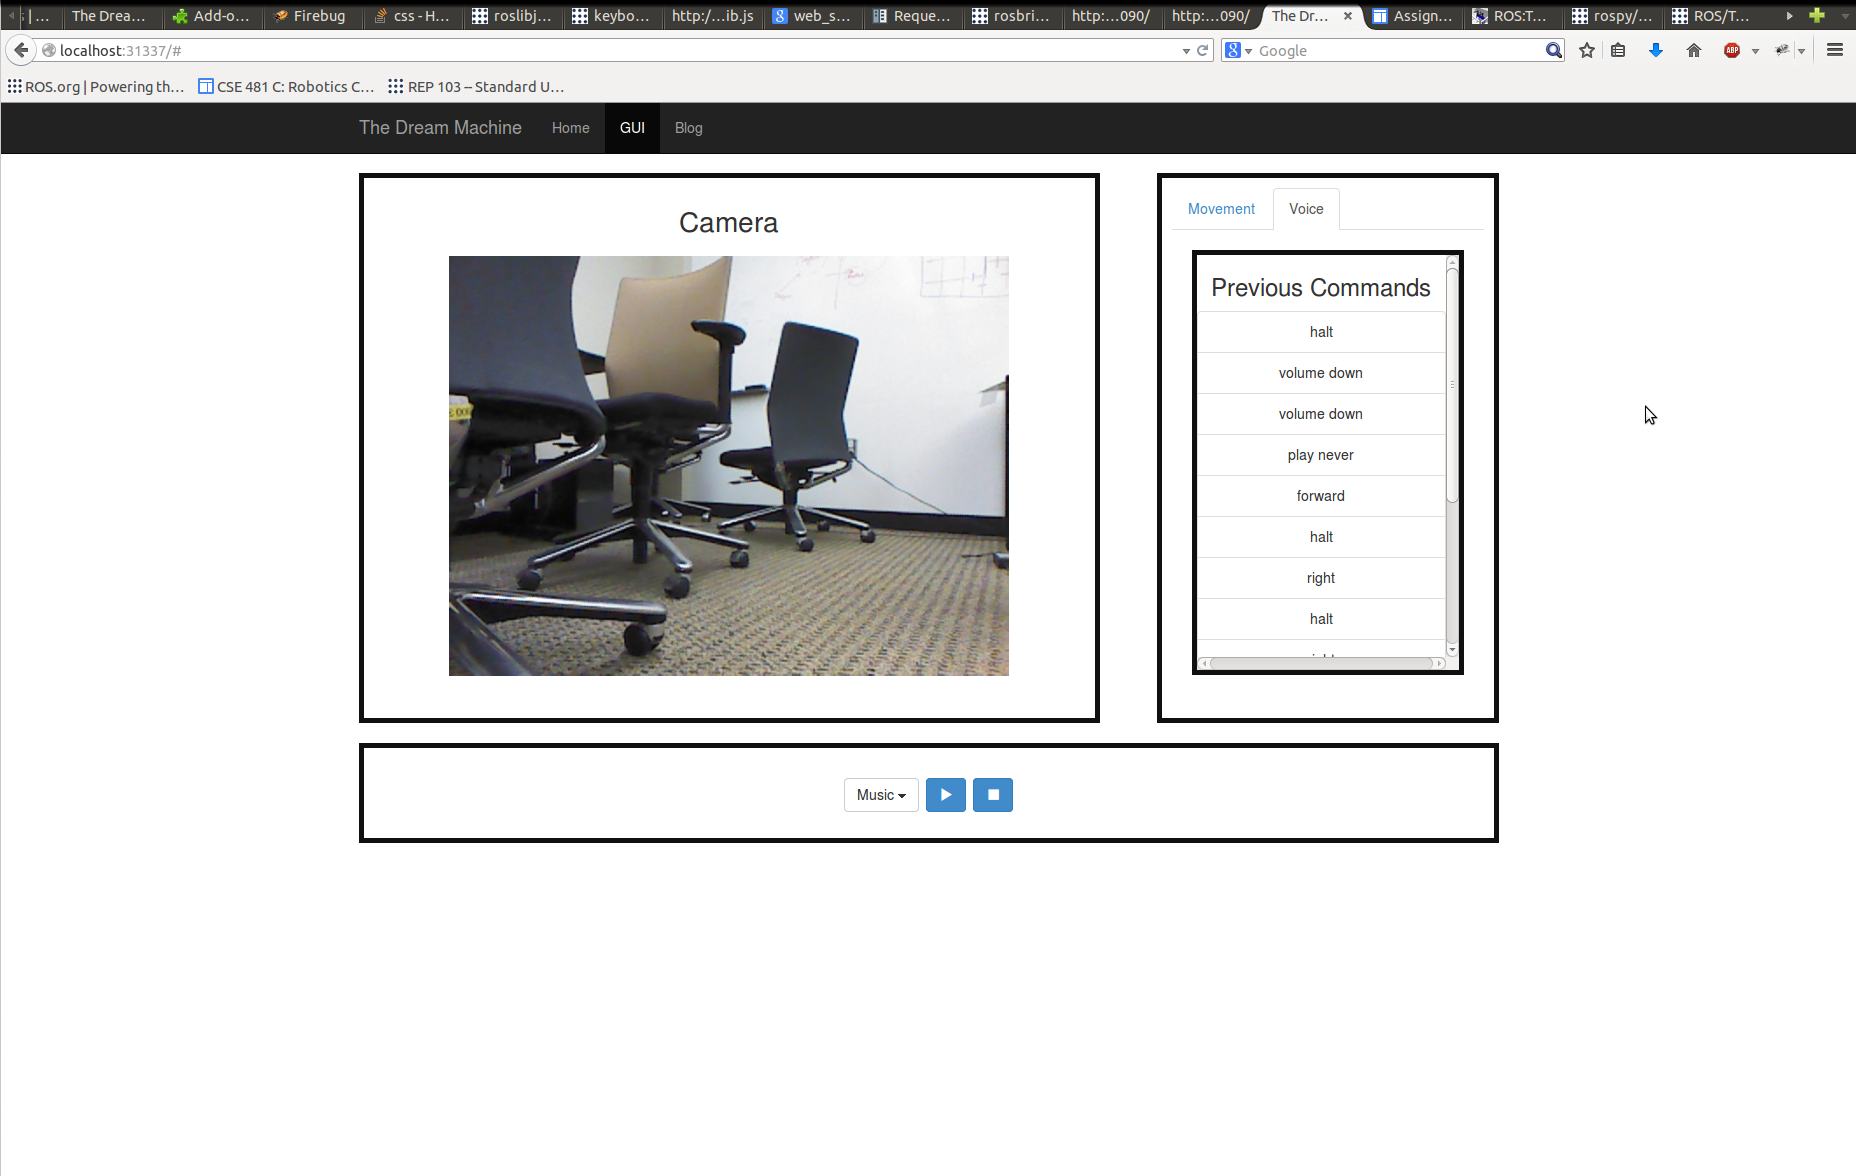 | ...
The Drea...
Add-o...
Firebug
css - H...
roslibj...
keybo...
http:/...ib.js
web_s...
Reque...
rosbri...
http:...090/
http:...090/
The Dr...
Assign...
ROS:T...
rospy/...
ROS/T...
localhost:31337/#
Google
ABP
ROS.org | Powering th...
CSE 481 C: Robotics C...
REP 103 -- Standard U...
The Dream Machine
Home
GUI
Blog
Camera
Movement
Voice
Previous Commands
halt
volume down
volume down
play never
forward
halt
right
halt
Music